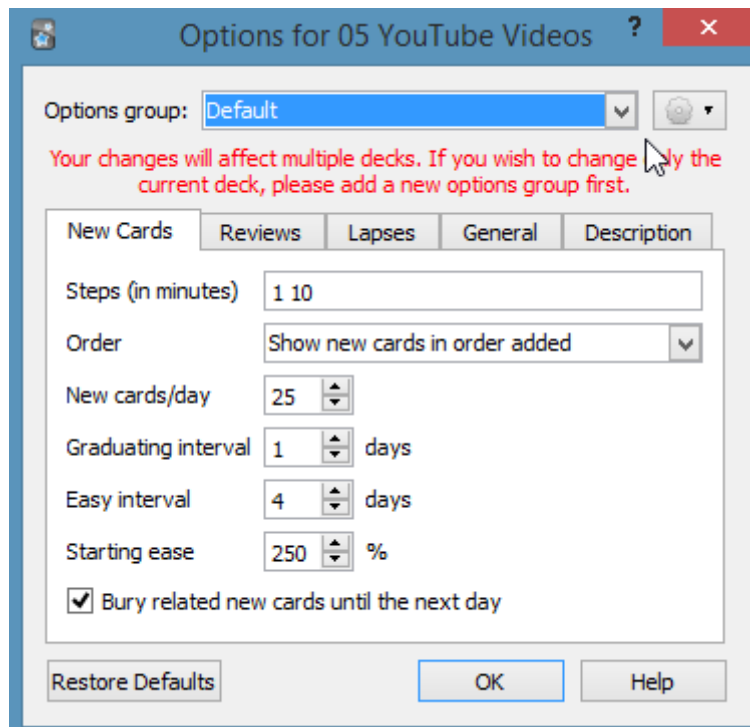 Options for 05 YouTube Videos ? ×
Options group: Default
Your changes will affect multiple decks. If you wish to change only the
current deck, please add a new options group first.
New Cards Reviews Lapses General Description
Steps (in minutes) 1 10
Order Show new cards in order added
New cards/day 25
Graduating interval 1 days
Easy interval 4 days
Starting ease 250 %
Bury related new cards until the next day
Restore Defaults OK Help